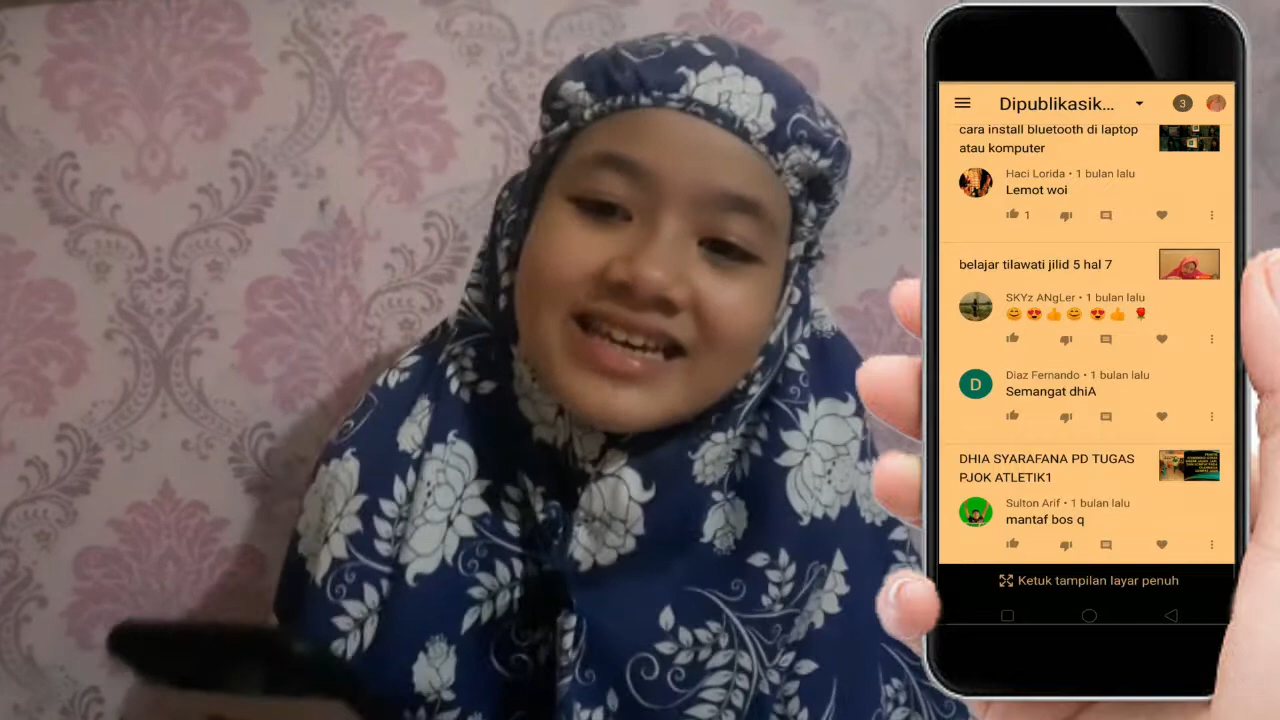 Dipublikasik...
3
cara install bluetooth di laptop
atau komputer
Haci Lorida • 1 bulan lalu
Lemot woi
1
belajar tilawati jilid 5 hal 7
SKYz ANgLer • 1 bulan lalu
😊 😍 👍 😊 😍 👍 🌹
D
Diaz Fernando • 1 bulan lalu
Semangat dhiA
DHIA SYARAFANA PD TUGAS
PJOK ATLETIK1
Sulton Arif • 1 bulan lalu
mantaf bos q
Ketuk tampilan layar penuh